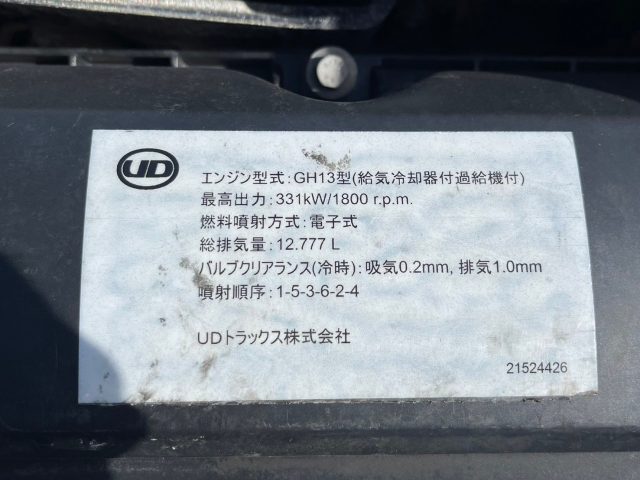 UD
エンジン型式:GH13型(給気冷却器付過給機付)
最高出力:331kW/1800 r.p.m.
燃料噴射方式:電子式
総排気量:12.777 L
バルブクリアランス(冷時):吸気0.2mm, 排気1.0mm
噴射順序:1-5-3-6-2-4
UDトラックス株式会社
21524426